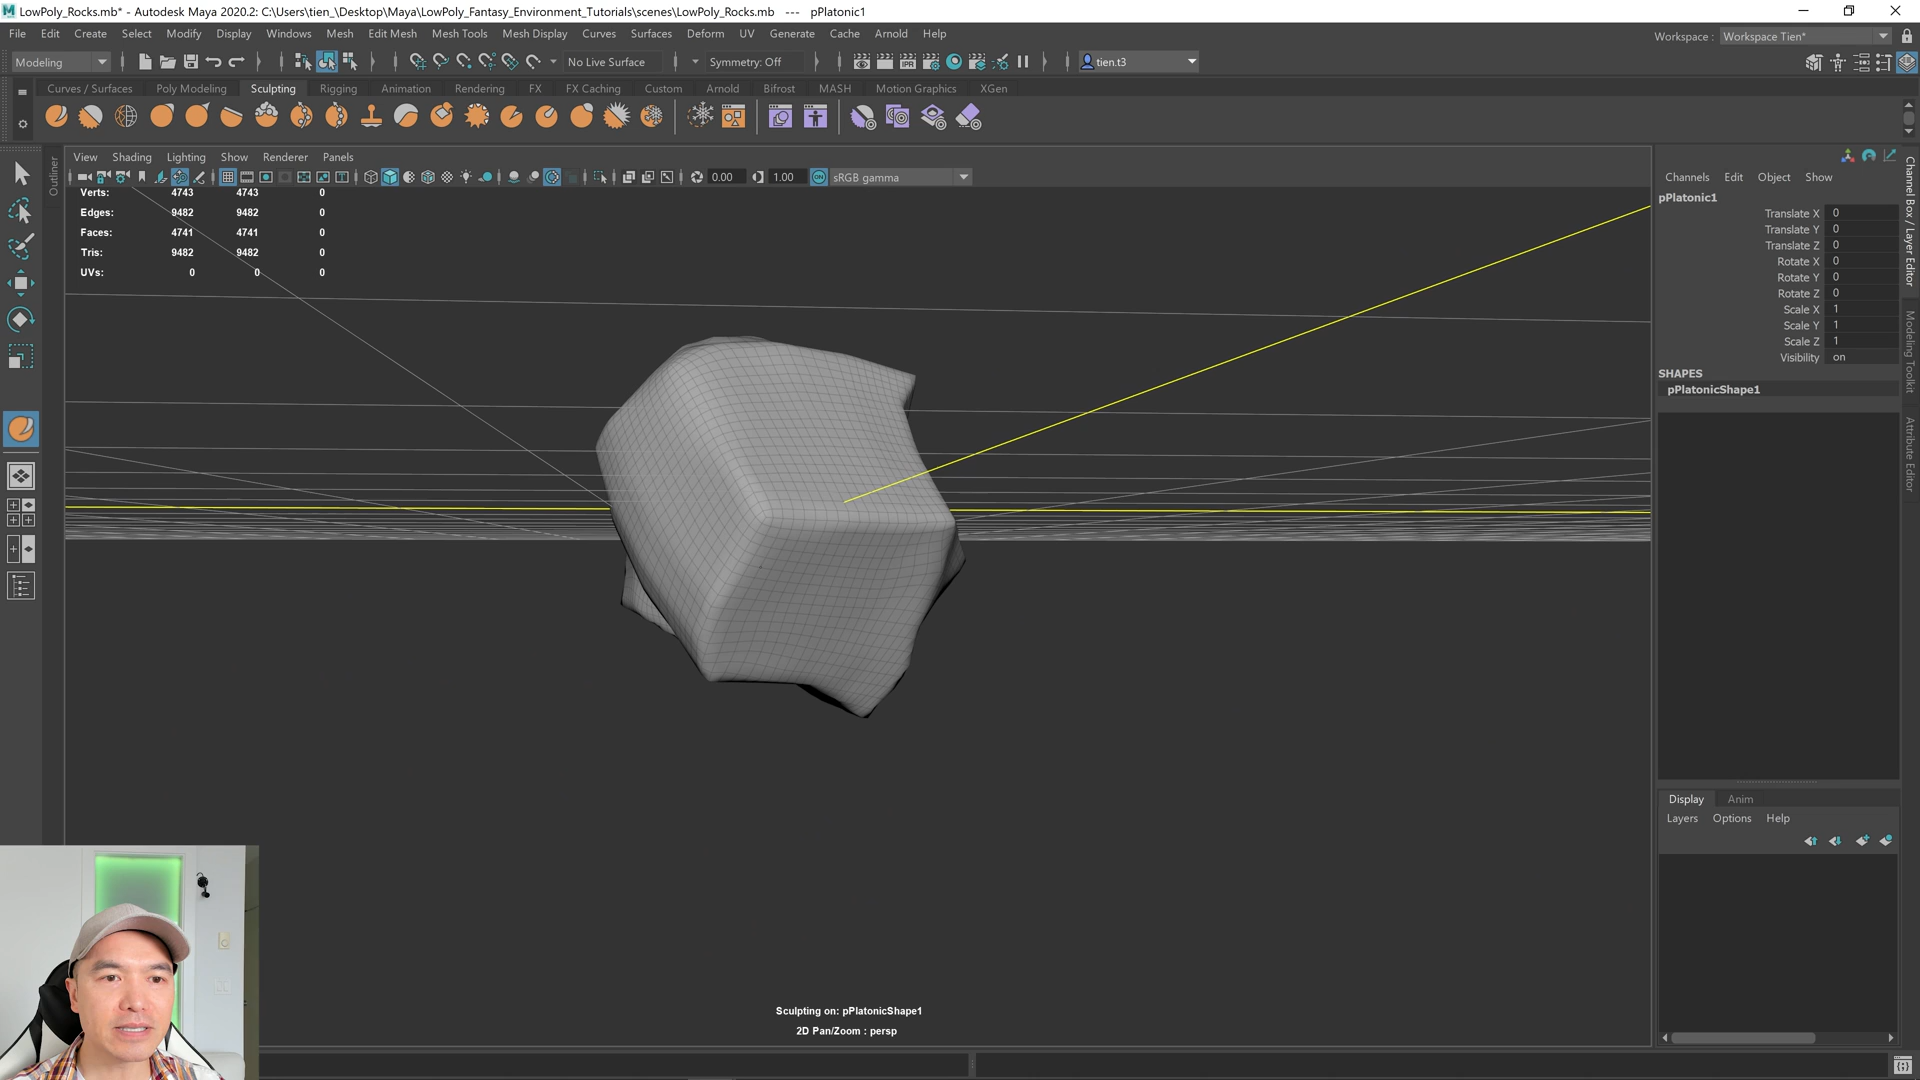 LowPoly_Rocks.mb* - Autodesk Maya 2020.2: C:\Users\tien_\Desktop\Maya\LowPoly_Fantasy_Environment_Tutorials\scenes\LowPoly_Rocks.mb   ---   pPlatonic1
File Edit Create Select Modify Display Windows Mesh Edit Mesh Mesh Tools Mesh Display Curves Surfaces Deform UV Generate Cache Arnold Help
Workspace : Workspace Tien*
Modeling No Live Surface Symmetry: Off tien.t3
Curves / Surfaces Poly Modeling Sculpting Rigging Animation Rendering FX FX Caching Custom Arnold Bifrost MASH Motion Graphics XGen
IPR
View Shading Lighting Show Renderer Panels
0.00 1.00 ON sRGB gamma
Outliner
Verts: 4743 4743 0
Edges: 9482 9482 0
Faces: 4741 4741 0
Tris: 9482 9482 0
UVs: 0 0 0
Sculpting on: pPlatonicShape1
2D Pan/Zoom : persp
Channels Edit Object Show
pPlatonic1
Translate X 0
Translate Y 0
Translate Z 0
Rotate X 0
Rotate Y 0
Rotate Z 0
Scale X 1
Scale Y 1
Scale Z 1
Visibility on
SHAPES
pPlatonicShape1
Display Anim
Layers Options Help
Channel Box / Layer Editor
Modeling Toolkit
Attribute Editor